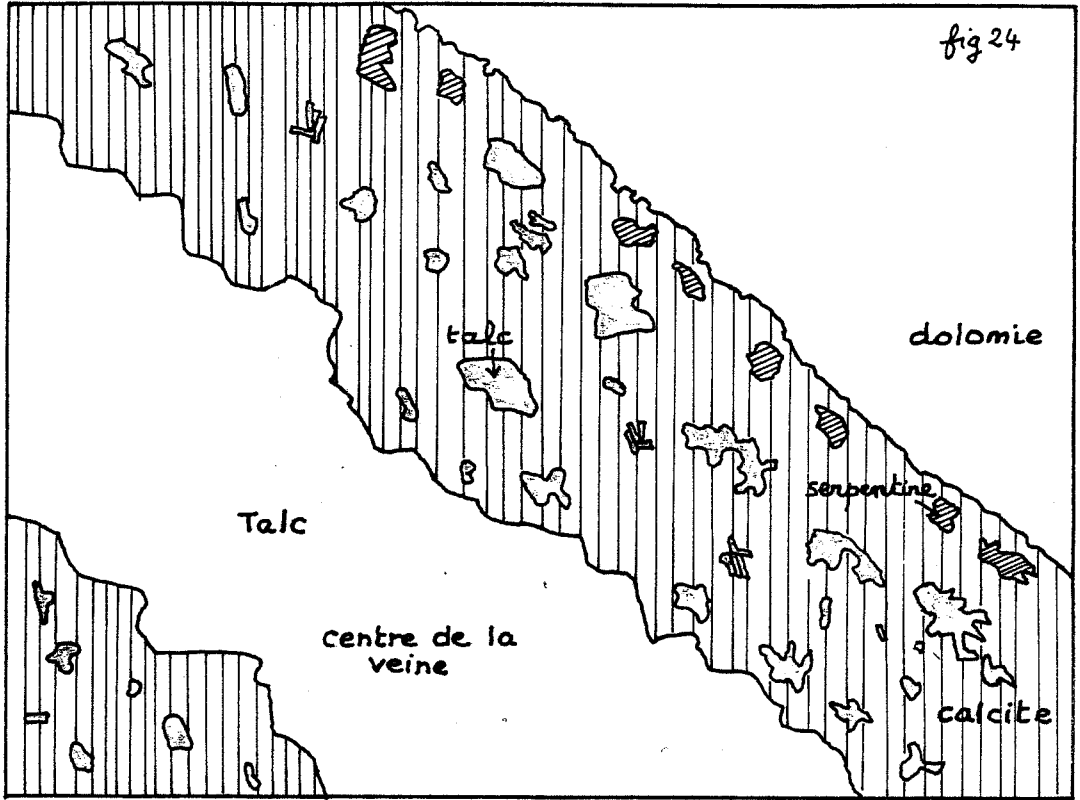 fig 24
talc
dolomie
serpentine
Talc
centre de la
veine
calcite